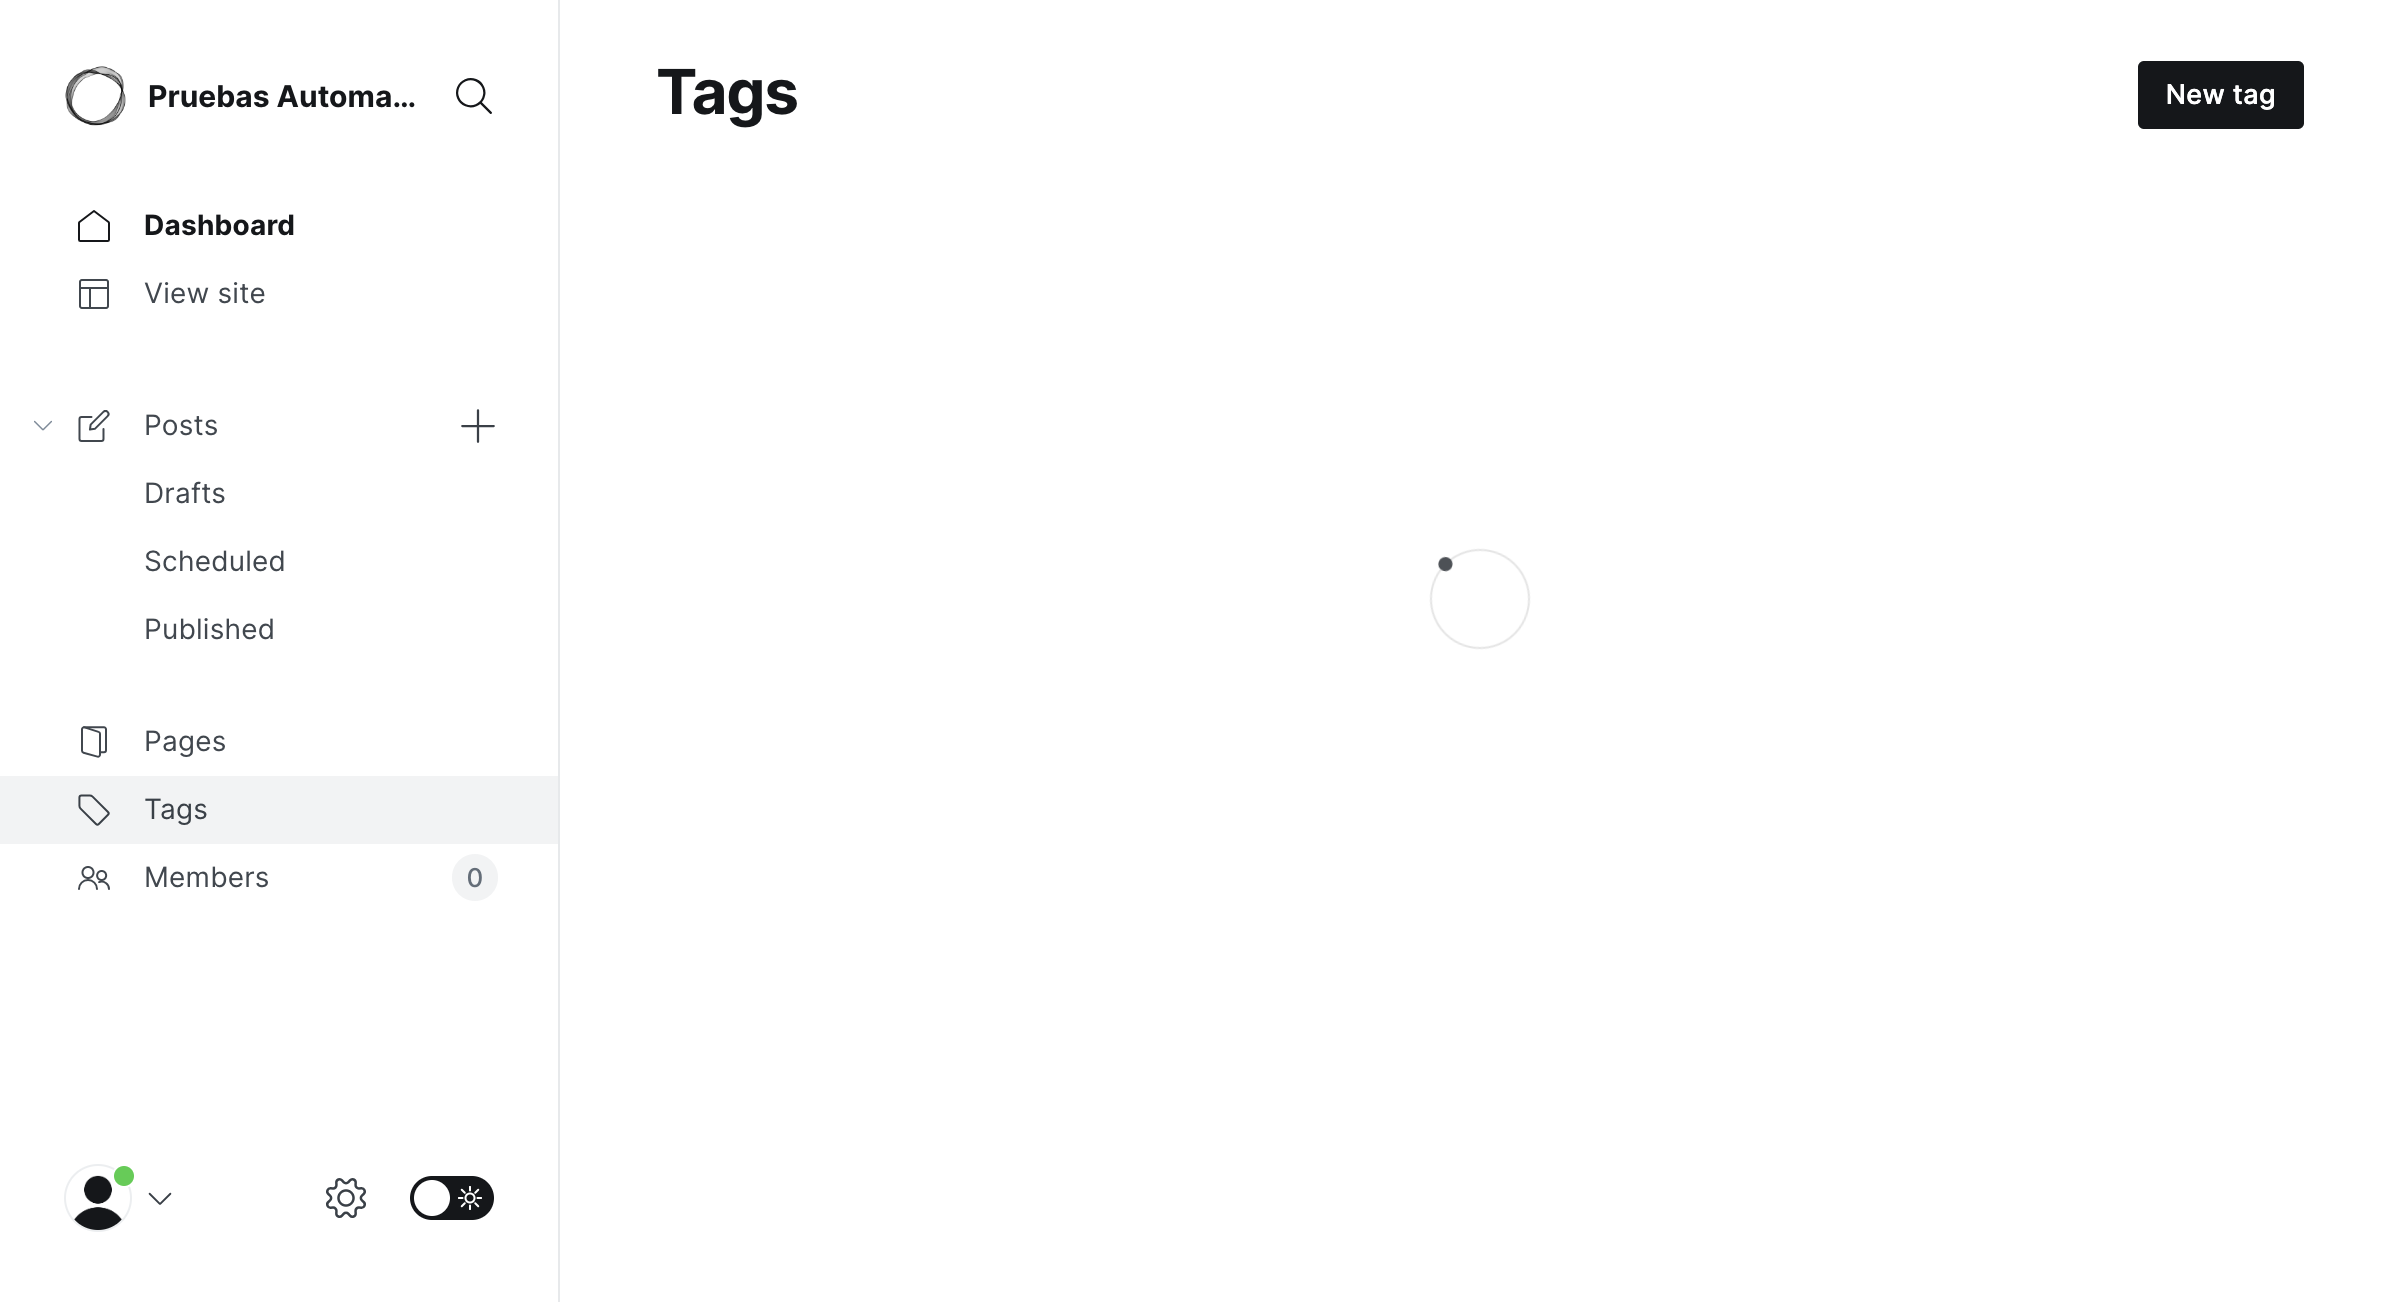 Pruebas Automa...
Tags
New tag
Dashboard
View site
Posts
Drafts
Scheduled
Published
Pages
Tags
Members
0